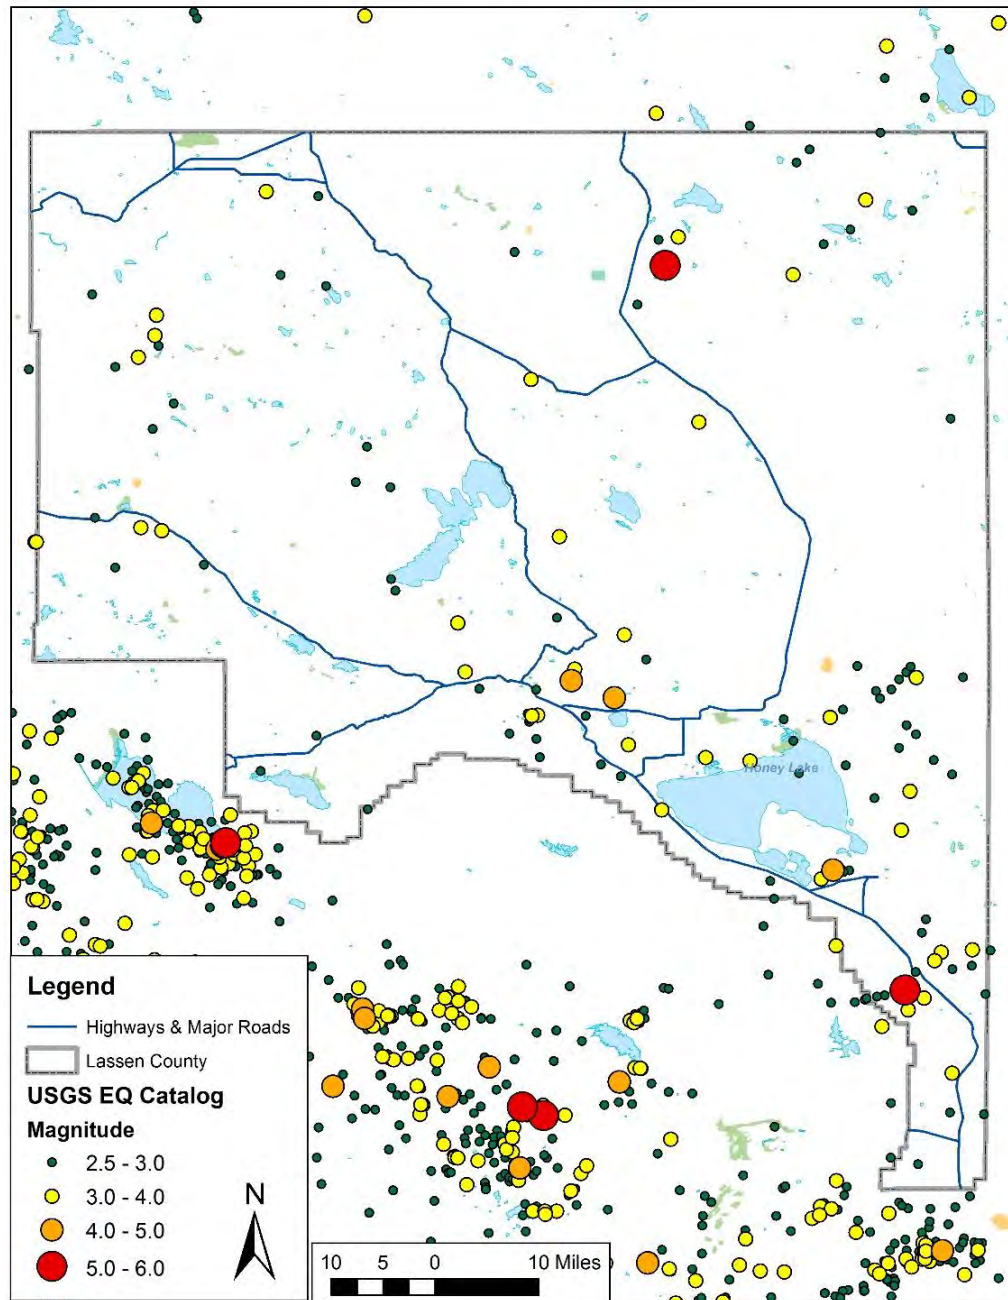 Honey Lake
Legend
Highways & Major Roads
Lassen County
USGS EQ Catalog
Magnitude
2.5 - 3.0
3.0 - 4.0
4.0 - 5.0
5.0 - 6.0
N
10 5 0 10 Miles